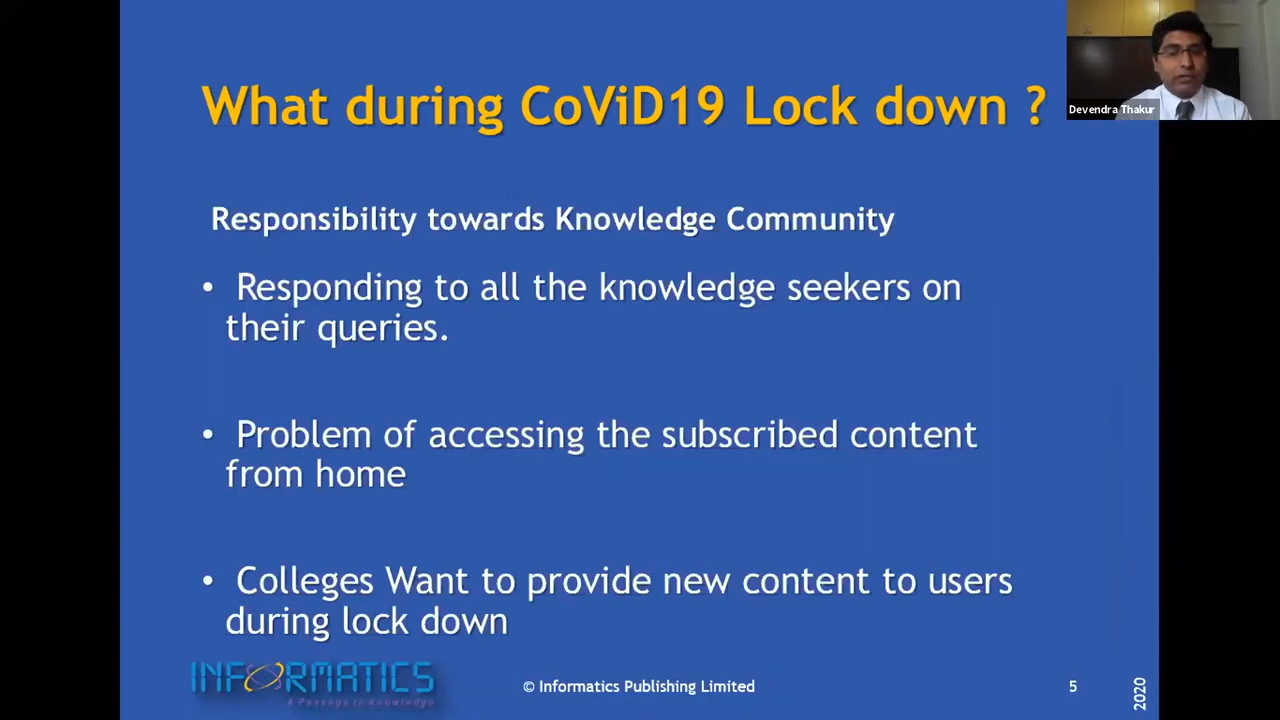 What during CoViD19 Lock down ?
Devendra Thakur
Responsibility towards Knowledge Community
• Responding to all the knowledge seekers on
their queries.
• Problem of accessing the subscribed content
from home
• Colleges Want to provide new content to users
during lock down
INFORMATICS
A Passage to Knowledge
© Informatics Publishing Limited
5
2020